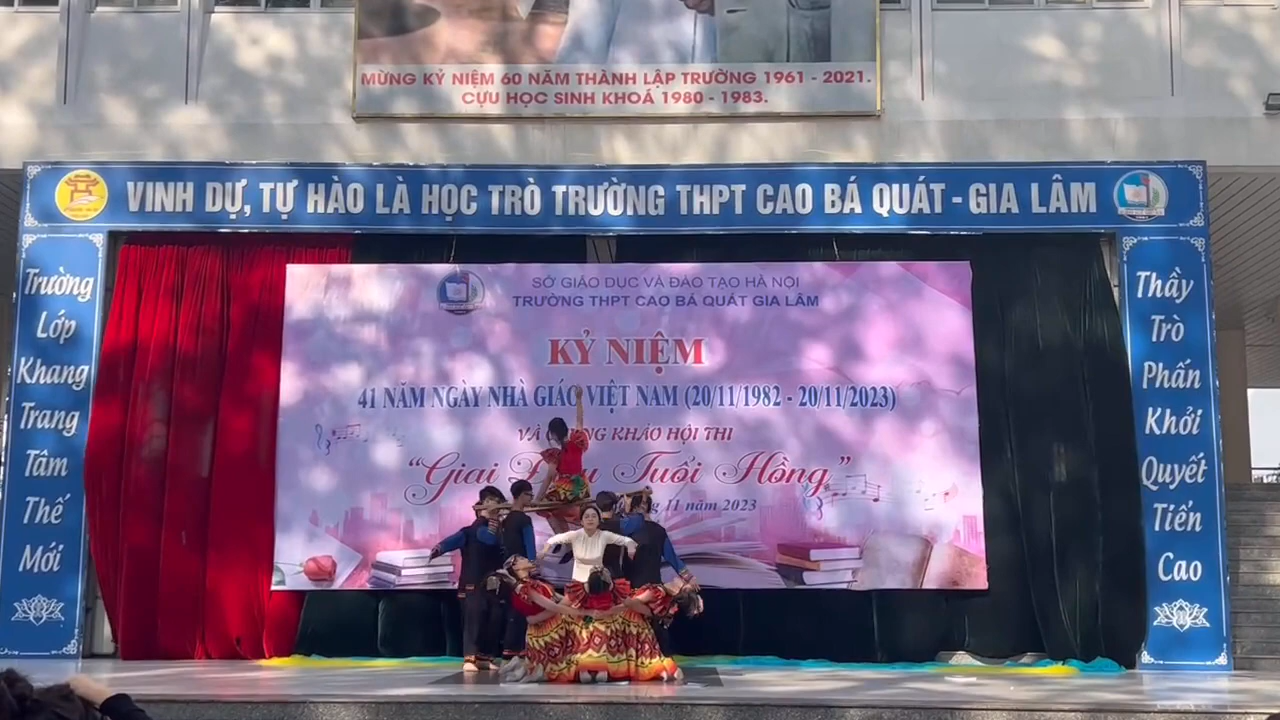 MỪNG KỶ NIỆM 60 NĂM THÀNH LẬP TRƯỜNG 1961 - 2021.
CỰU HỌC SINH KHOÁ 1980 - 1983.
VINH DỰ, TỰ HÀO LÀ HỌC TRÒ TRƯỜNG THPT CAO BÁ QUÁT - GIA LÂM
Trường
Lớp
Khang
Trang
Tâm
Thế
Mới
SỞ GIÁO DỤC VÀ ĐÀO TẠO HÀ NỘI
TRƯỜNG THPT CAO BÁ QUÁT GIA LÂM
KỶ NIỆM
41 NĂM NGÀY NHÀ GIÁO VIỆT NAM (20/11/1982 - 20/11/2023)
VÀ KHẢO HỘI THI
“Giai Tuổi Hồng”
11 năm 2023
Thầy
Trò
Phấn
Khởi
Quyết
Tiến
Cao